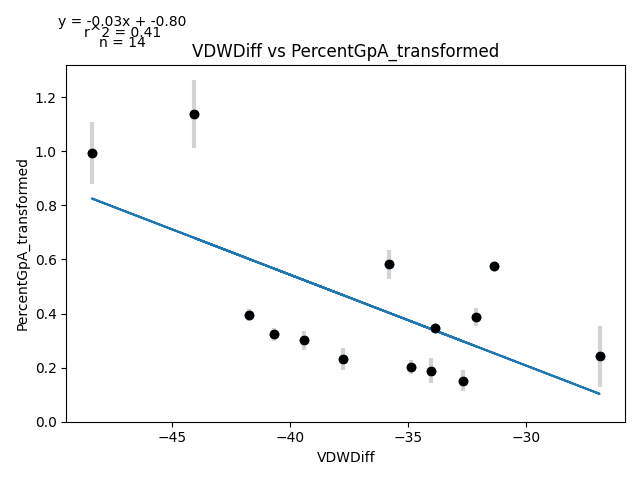 y = -0.03x + -0.80
r^2 = 0.41
n = 14
VDWDiff vs PercentGpA_transformed
PercentGpA_transformed
1.2
1.0
0.8
0.6
0.4
0.2
0.0
−45
−40
−35
−30
VDWDiff